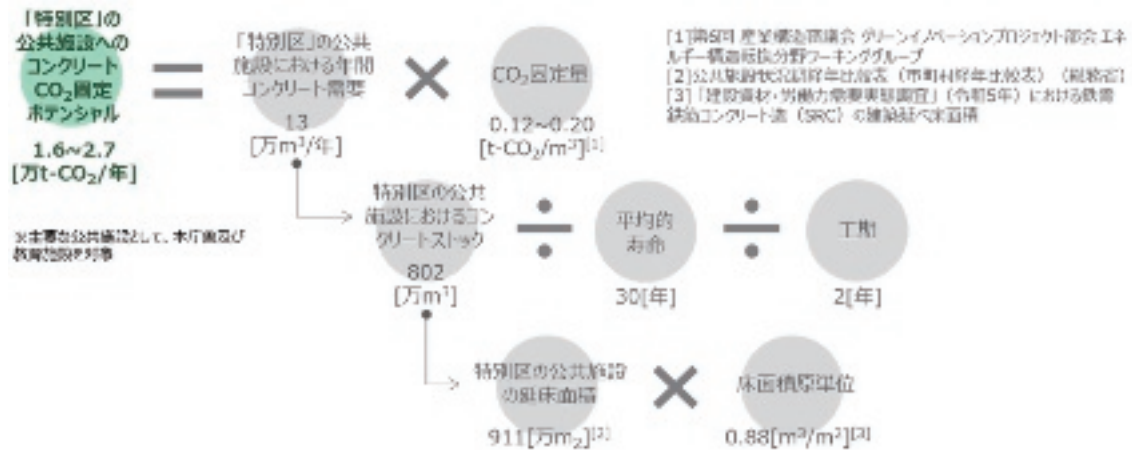 「特別区」の
公共施設への
コンクリート
CO₂固定
ポテンシャル
1.6~2.7
[万t-CO₂/年]
「特別区」の公共
施設における年間
コンクリート需要
13
[万m³/年]
CO₂固定量
0.12~0.20
[t-CO₂/m³][1]
[1]第6回 産業構造審議会 グリーンイノベーションプロジェクト部会 エネ
ルギー構造転換分野ワーキンググループ
[2]公共施設状況調経年比較表（市町村経年比較表）（総務省）
[3]「建設資材・労働力需要実態調査」（令和5年）における鉄骨
鉄筋コンクリート造（SRC）の建築延べ床面積
※主要な公共施設として、本庁舎及び
教育施設を対象
特別区の公共
施設におけるコン
クリートストック
802
[万m³]
平均的
寿命
30[年]
工期
2[年]
特別区の公共施設
の延床面積
911[万m₂][2]
床面積原単位
0.88[m³/m²][3]